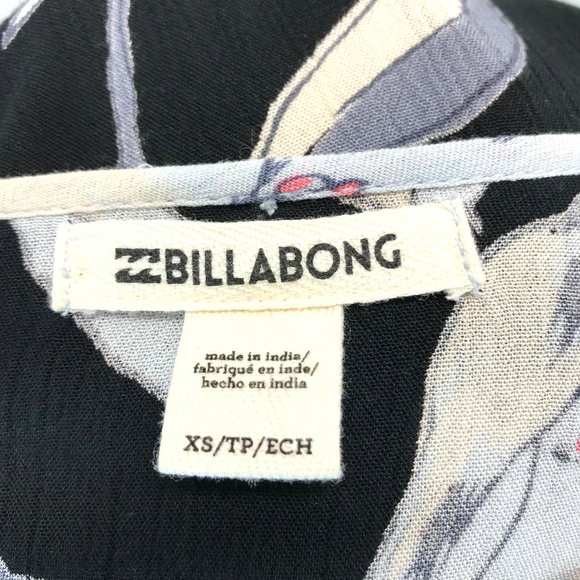 BILLABONG
made in india/
fabriqué en inde/
hecho en india
XS/TP/ECH